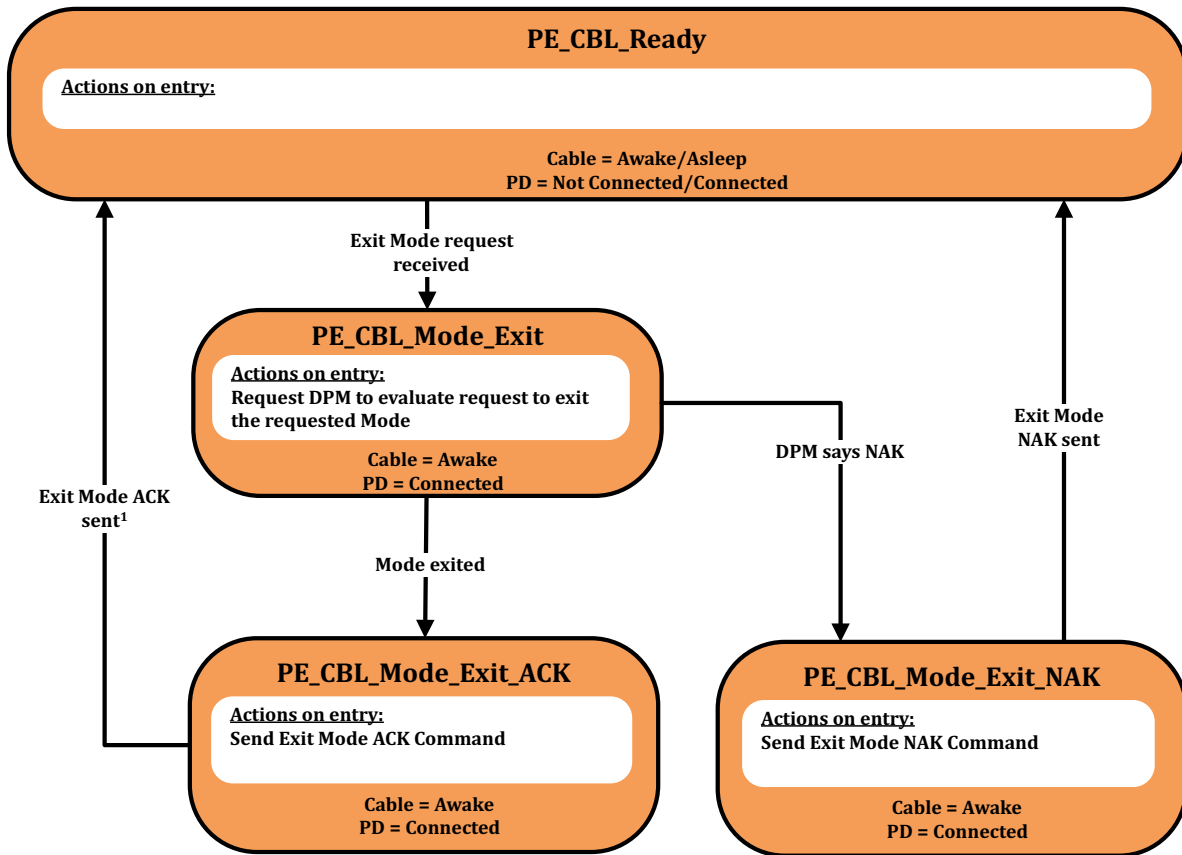 PE_CBL_Ready
Actions on entry:
Cable = Awake/Asleep
PD = Not Connected/Connected
Exit Mode request
received
PE_CBL_Mode_Exit
Actions on entry:
Request DPM to evaluate request to exit
the requested Mode
Cable = Awake
PD = Connected
Exit Mode
NAK sent
DPM says NAK
Exit Mode ACK
sent¹
Mode exited
PE_CBL_Mode_Exit_ACK
Actions on entry:
Send Exit Mode ACK Command
Cable = Awake
PD = Connected
PE_CBL_Mode_Exit_NAK
Actions on entry:
Send Exit Mode NAK Command
Cable = Awake
PD = Connected